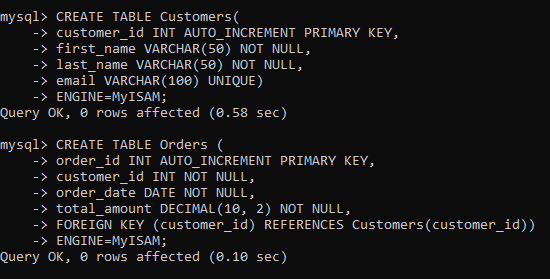 mysql> CREATE TABLE Customers(
    -> customer_id INT AUTO_INCREMENT PRIMARY KEY,
    -> first_name VARCHAR(50) NOT NULL,
    -> last_name VARCHAR(50) NOT NULL,
    -> email VARCHAR(100) UNIQUE)
    -> ENGINE=MyISAM;
Query OK, 0 rows affected (0.58 sec)

mysql> CREATE TABLE Orders (
    -> order_id INT AUTO_INCREMENT PRIMARY KEY,
    -> customer_id INT NOT NULL,
    -> order_date DATE NOT NULL,
    -> total_amount DECIMAL(10, 2) NOT NULL,
    -> FOREIGN KEY (customer_id) REFERENCES Customers(customer_id))
    -> ENGINE=MyISAM;
Query OK, 0 rows affected (0.10 sec)